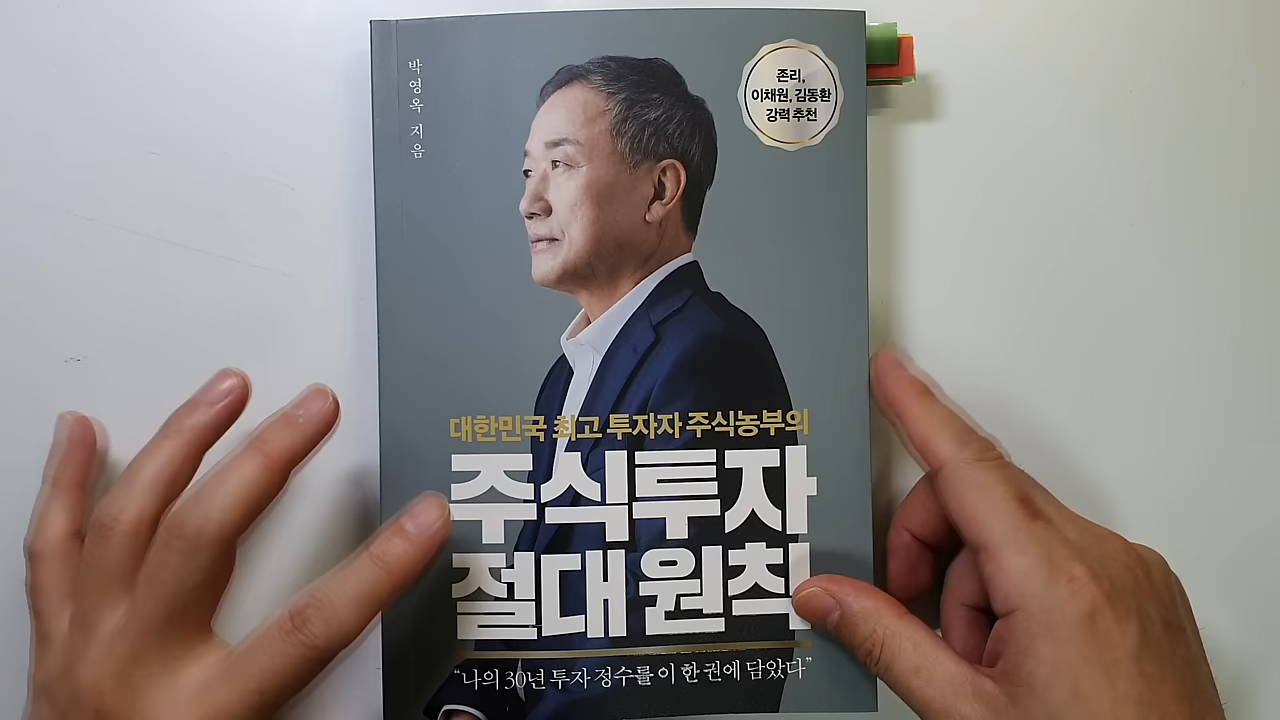 박영옥 지음
존리,
이채원, 김동환
강력 추천
대한민국 최고 투자자 주식농부의
주식투자
절대 원칙
"나의 30년 투자 정수를 이 한 권에 담았다"